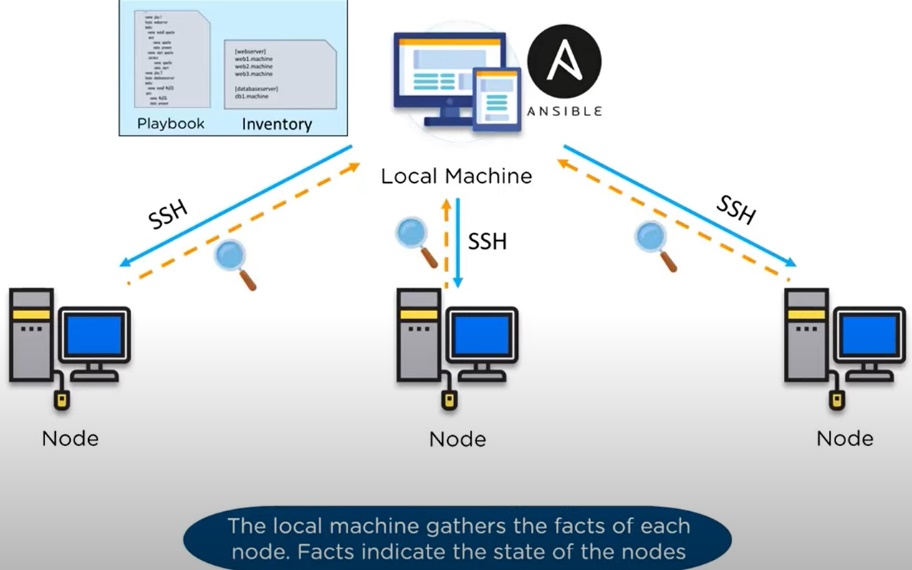 [webserver]
web1.machine
web2.machine
web3.machine
[databaseserver]
db1.machine
Playbook
Inventory
ANSIBLE
Local Machine
SSH
SSH
SSH
Node
Node
Node
The local machine gathers the facts of each
node. Facts indicate the state of the nodes